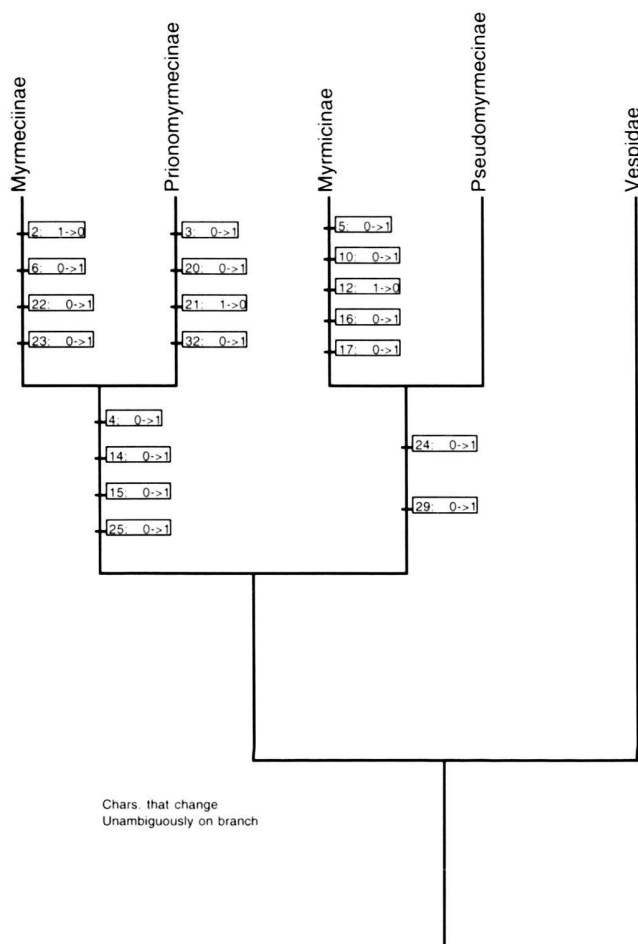 Myrmeciinae
Prionomyrmecinae
Myrmicinae
Pseudomyrmecinae
Vespidae
2: 1->0
6: 0->1
22: 0->1
23: 0->1
3: 0->1
20: 0->1
21: 1->0
32: 0->1
5: 0->1
10: 0->1
12: 1->0
16: 0->1
17: 0->1
4: 0->1
14: 0->1
15: 0->1
25: 0->1
24: 0->1
29: 0->1
Chars. that change
Unambiguously on branch